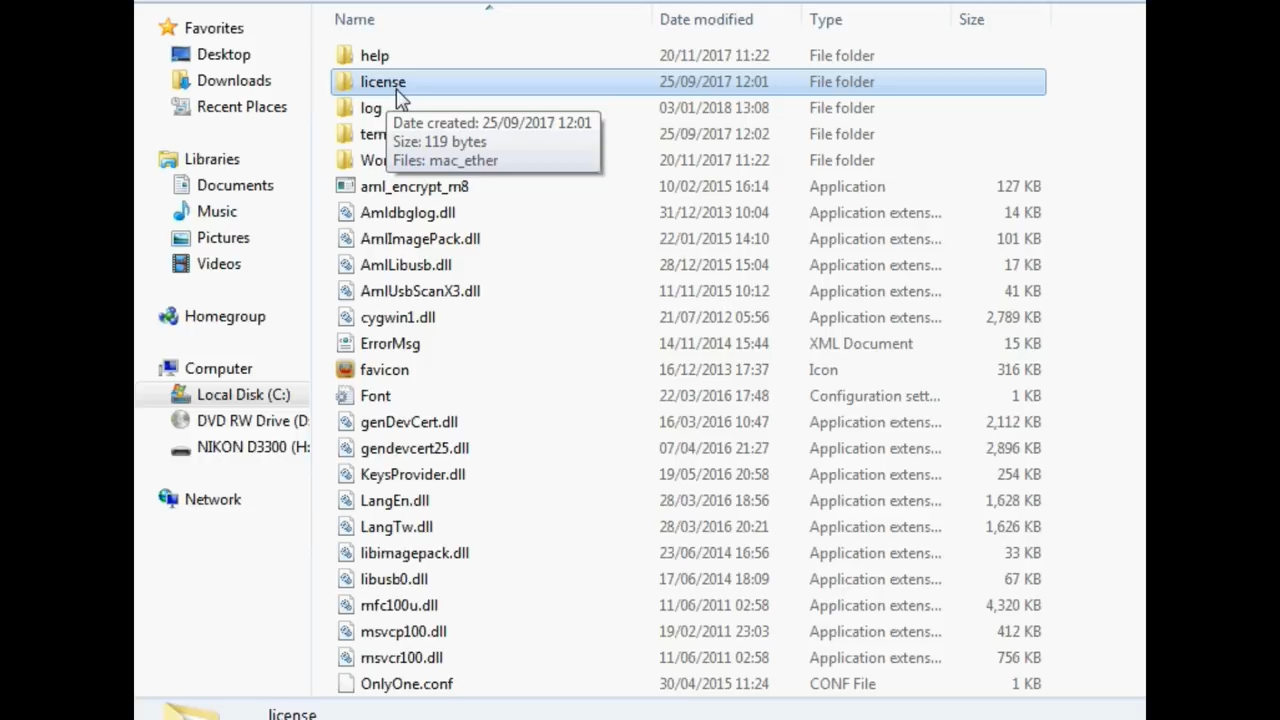 Favorites
Desktop
Downloads
Recent Places
Libraries
Documents
Music
Pictures
Videos
Homegroup
Computer
Local Disk (C:)
DVD RW Drive (D:
NIKON D3300 (H:
Network
Name Date modified Type Size
help 20/11/2017 11:22 File folder
license 25/09/2017 12:01 File folder
log 03/01/2018 13:08 File folder
25/09/2017 12:02 File folder
20/11/2017 11:22 File folder
Date created: 25/09/2017 12:01
Size: 119 bytes
Files: mac_ether
aml_encrypt_m8 10/02/2015 16:14 Application 127 KB
Amldbglog.dll 31/12/2013 10:04 Application extens... 14 KB
AmlImagePack.dll 22/01/2015 14:10 Application extens... 101 KB
AmlLibusb.dll 28/12/2015 15:04 Application extens... 17 KB
AmlUsbScanX3.dll 11/11/2015 10:12 Application extens... 41 KB
cygwin1.dll 21/07/2012 05:56 Application extens... 2,789 KB
ErrorMsg 14/11/2014 15:44 XML Document 15 KB
favicon 16/12/2013 17:37 Icon 316 KB
Font 22/03/2016 17:48 Configuration sett... 1 KB
genDevCert.dll 16/03/2016 10:47 Application extens... 2,112 KB
gendevcert25.dll 07/04/2016 21:27 Application extens... 2,896 KB
KeysProvider.dll 19/05/2016 20:58 Application extens... 254 KB
LangEn.dll 28/03/2016 18:56 Application extens... 1,628 KB
LangTw.dll 28/03/2016 20:21 Application extens... 1,626 KB
libimagepack.dll 23/06/2014 16:56 Application extens... 33 KB
libusb0.dll 17/06/2014 18:09 Application extens... 67 KB
mfc100u.dll 11/06/2011 02:58 Application extens... 4,320 KB
msvcp100.dll 19/02/2011 23:03 Application extens... 412 KB
msvcr100.dll 11/06/2011 02:58 Application extens... 756 KB
OnlyOne.conf 30/04/2015 11:24 CONF File 1 KB
license